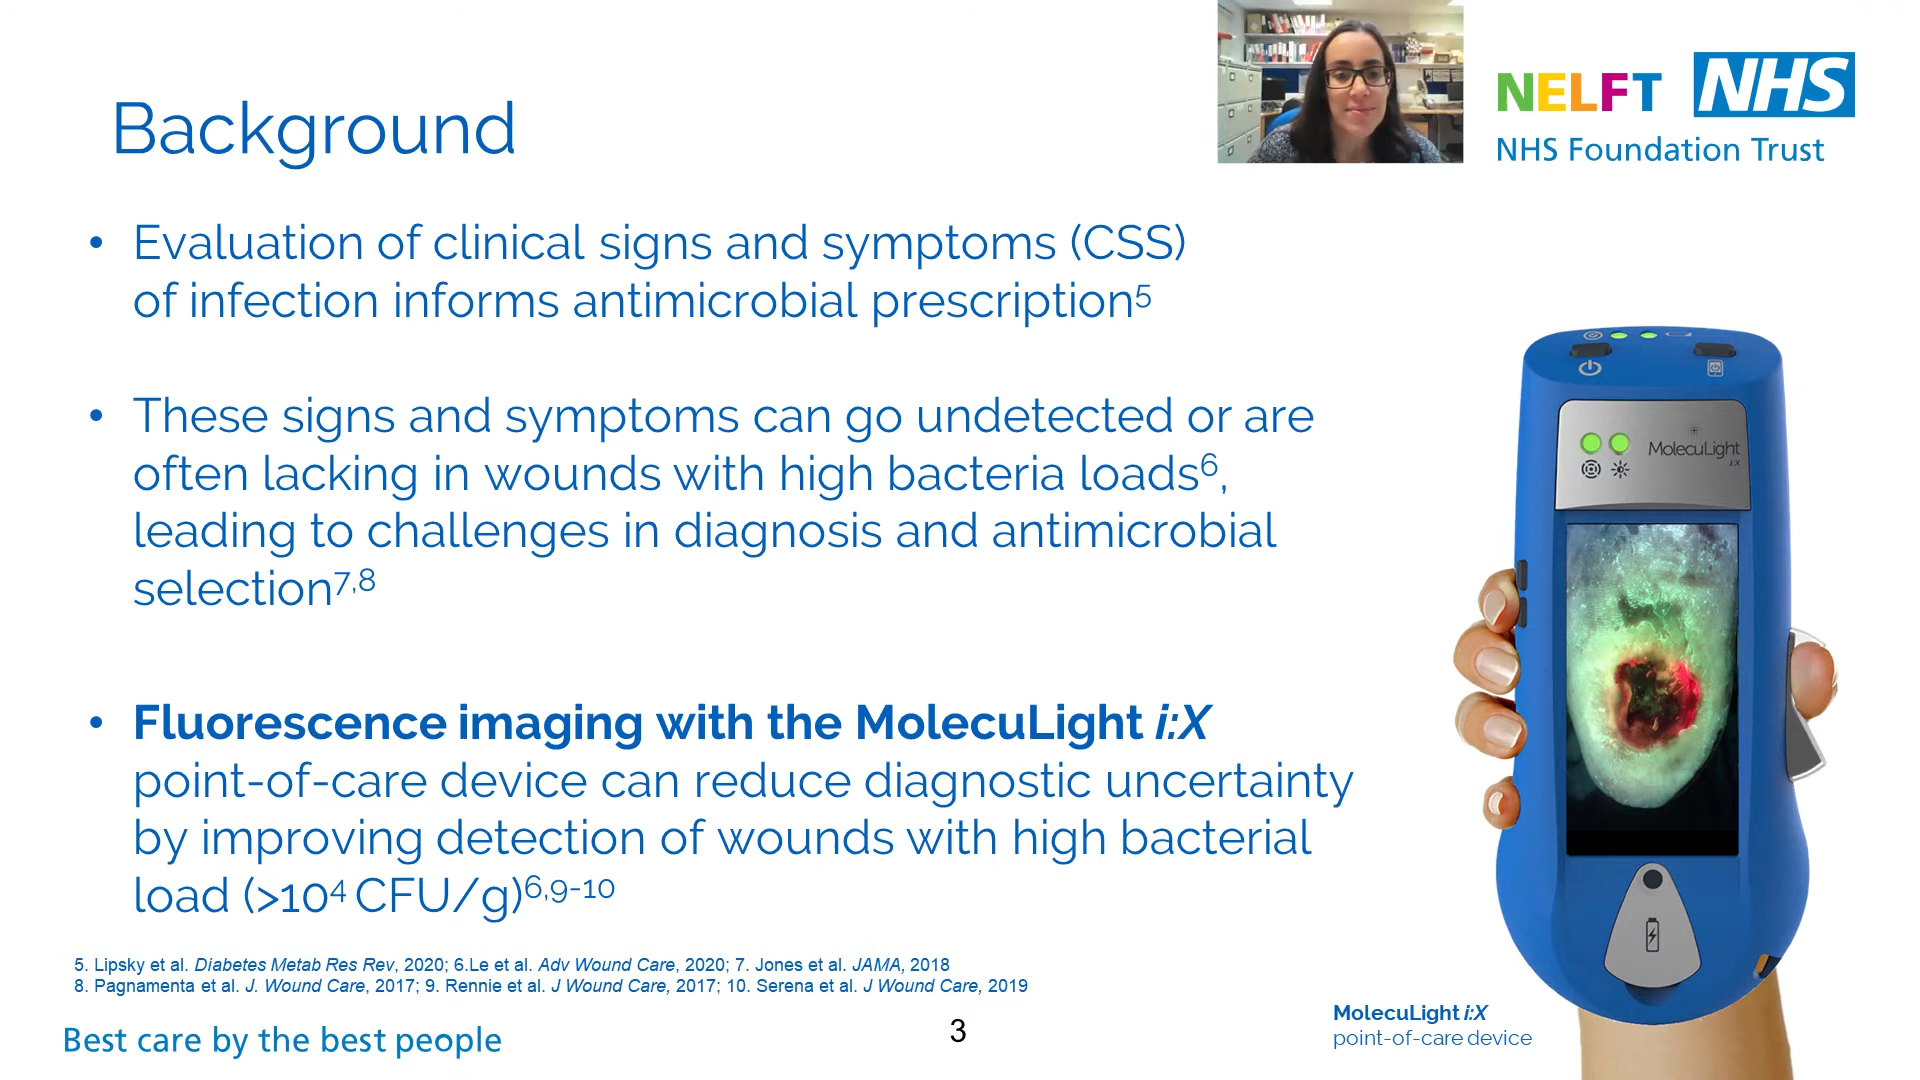 NELFT NHS
NHS Foundation Trust
Background
• Evaluation of clinical signs and symptoms (CSS)
of infection informs antimicrobial prescription⁵
• These signs and symptoms can go undetected or are
often lacking in wounds with high bacteria loads⁶,
leading to challenges in diagnosis and antimicrobial
selection⁷,⁸
• Fluorescence imaging with the MolecuLight i:X
point-of-care device can reduce diagnostic uncertainty
by improving detection of wounds with high bacterial
load (>10⁴ CFU/g)⁶,⁹⁻¹⁰
MolecuLight
i:X
5. Lipsky et al. Diabetes Metab Res Rev, 2020; 6.Le et al. Adv Wound Care, 2020; 7. Jones et al. JAMA, 2018
8. Pagnamenta et al. J. Wound Care, 2017; 9. Rennie et al. J Wound Care, 2017; 10. Serena et al. J Wound Care, 2019
MolecuLight i:X
point-of-care device
Best care by the best people
3